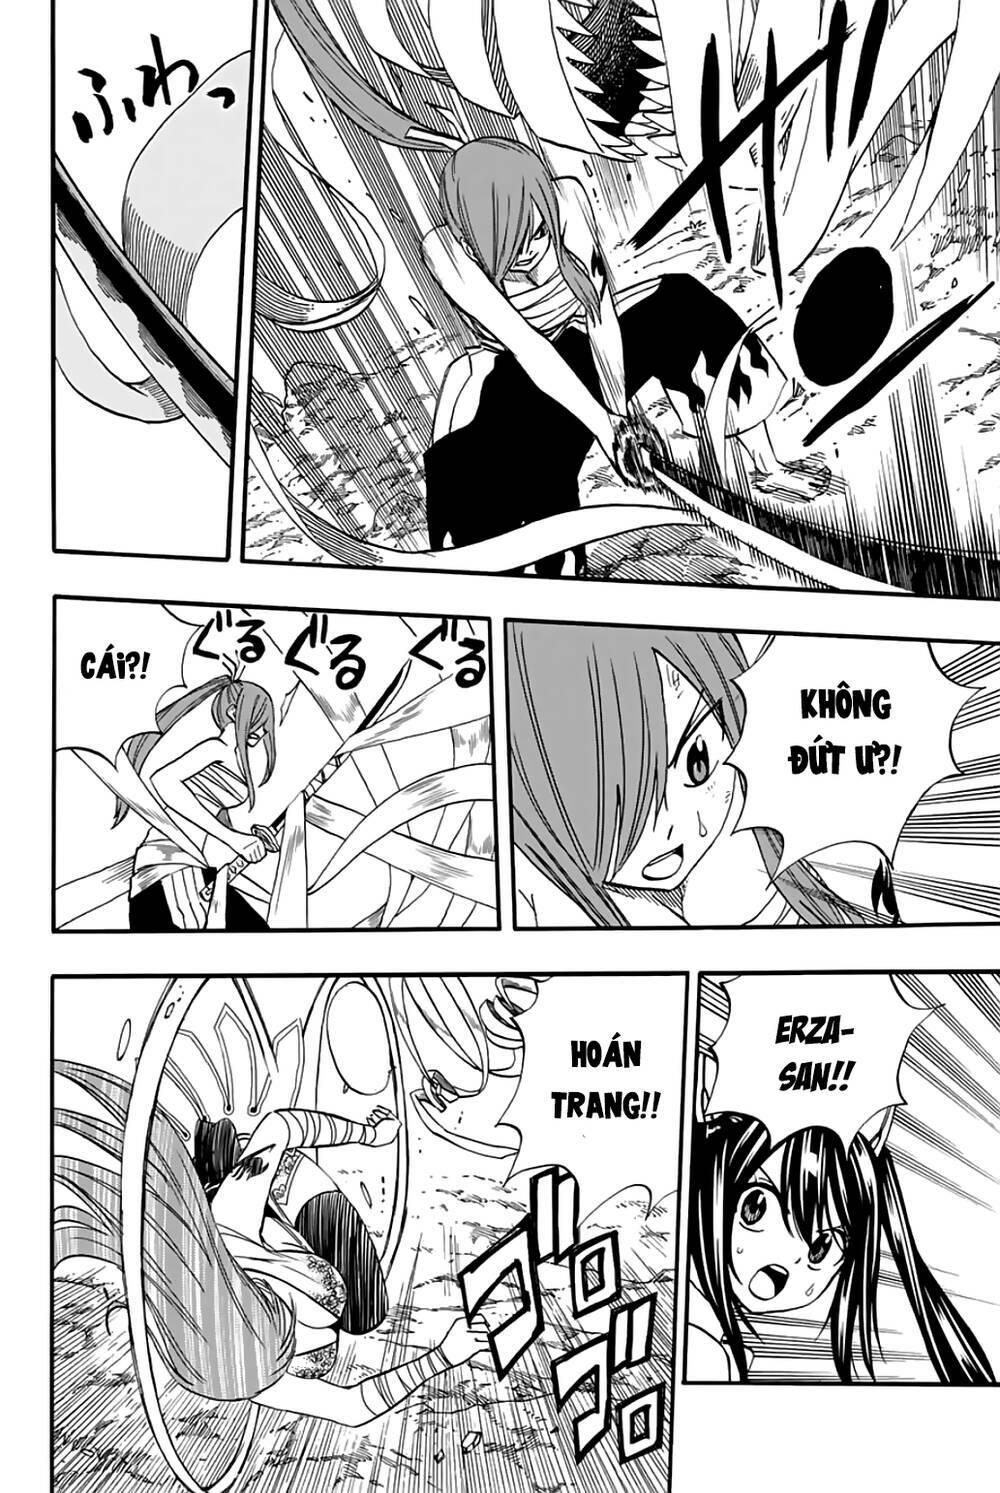 ザン
ふわっ
KHÔNG
ĐỨT Ư?!
CÁI?!
ぐる
ぐる
ぐる
ERZA-
SAN!!
HOÁN
TRANG!!
ゴロ
ゴロ